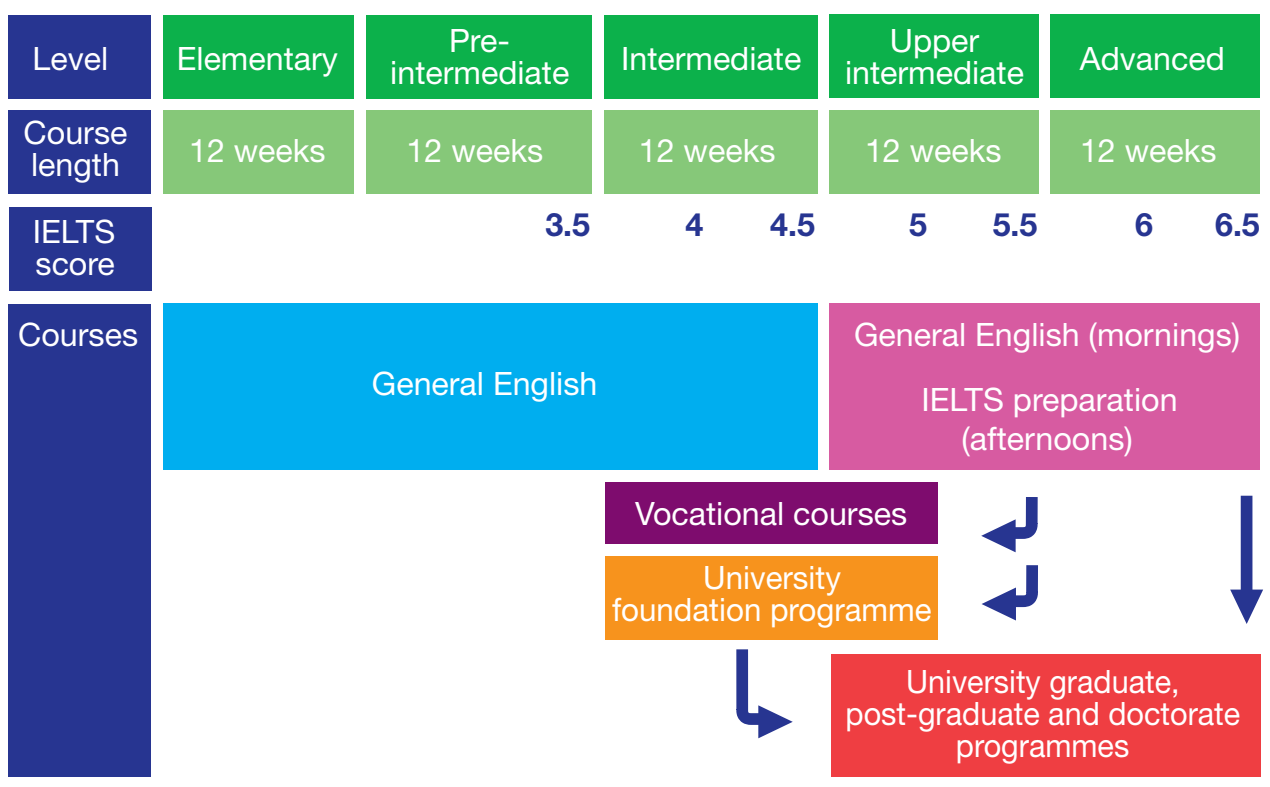 Level
Elementary
Pre-
intermediate
Intermediate
Upper
intermediate
Advanced
Course
length
12 weeks
12 weeks
12 weeks
12 weeks
12 weeks
IELTS
score
3.5
4
4.5
5
5.5
6
6.5
Courses
General English
General English (mornings)
IELTS preparation
(afternoons)
Vocational courses
University
foundation programme
University graduate,
post-graduate and doctorate
programmes